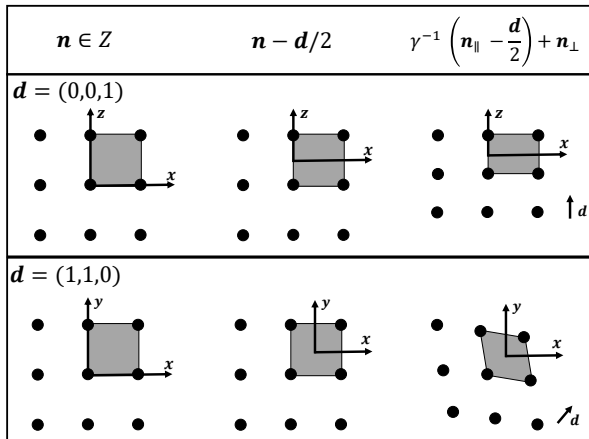 n ∈ Z
n − d/2
γ⁻¹ (n∥ − d/2) + n⊥
d = (0,0,1)
z
x
z
x
z
x
d
d = (1,1,0)
y
x
y
x
y
x
d